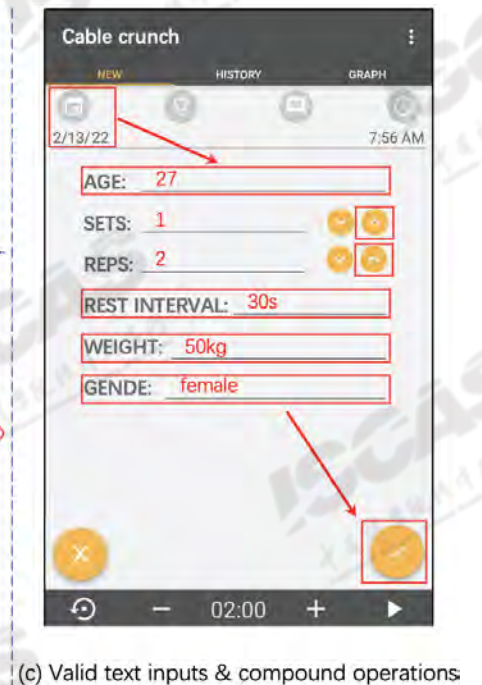 Cable crunch
NEW HISTORY GRAPH
2/13/22 7:56 AM
AGE: 27
SETS: 1
REPS: 2
REST INTERVAL: 30s
WEIGHT: 50kg
GENDE: female
02:00
(c) Valid text inputs & compound operations
ISCAS